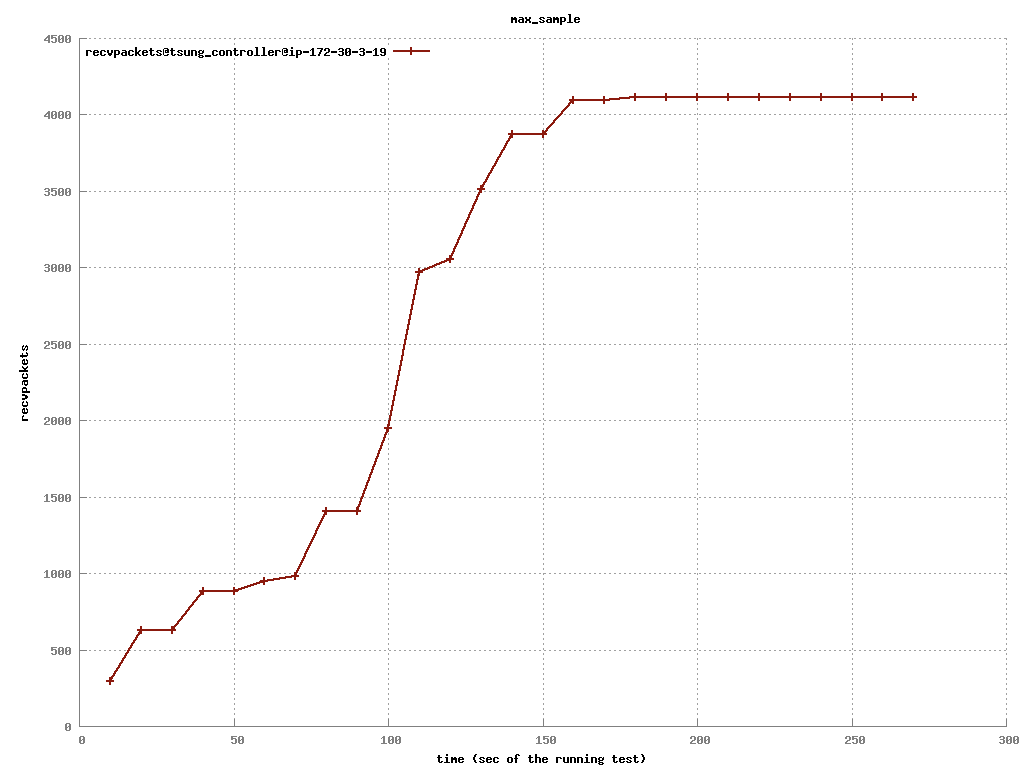 max_sample
4500
recvpackets@tsung_controller@ip-172-30-3-19
4000
3500
3000
2500
recvpackets
2000
1500
1000
500
0
0 50 100 150 200 250 300
time (sec of the running test)